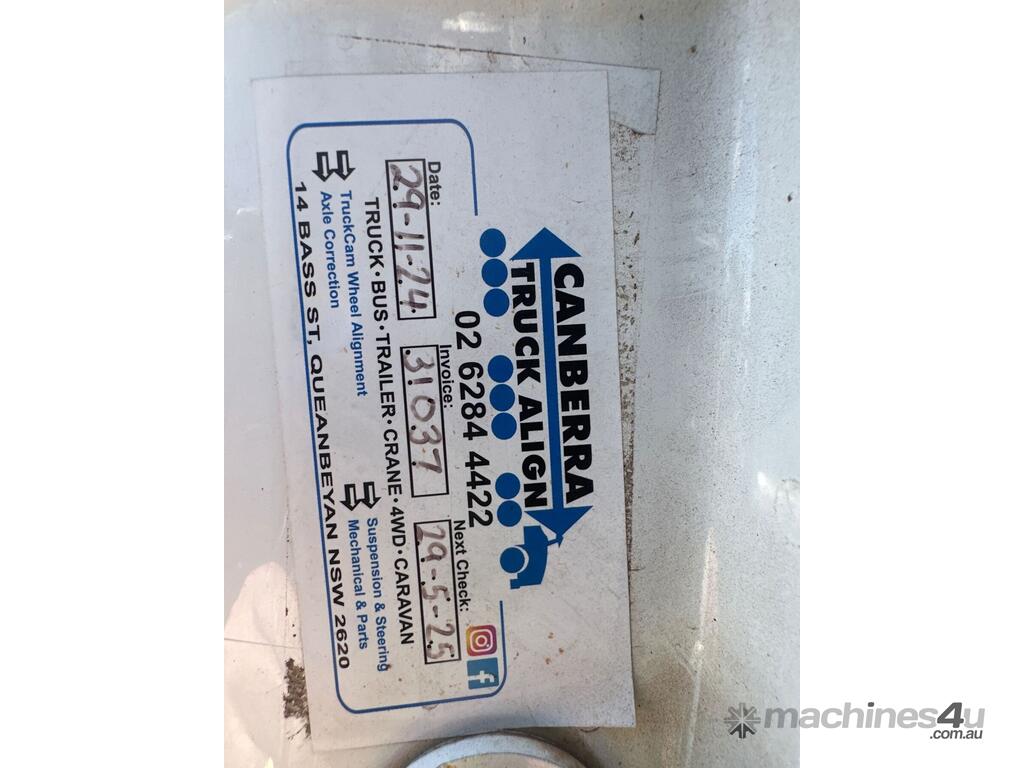 CANBERRA
TRUCK ALIGN
02 6284 4422
Date: Invoice: Next Check:
29-11-24 31037 29-5-25
TRUCK•BUS•TRAILER•CRANE•4WD•CARAVAN
TruckCam Wheel Alignment Suspension & Steering
Axle Correction Mechanical & Parts
14 BASS ST, QUEANBEYAN NSW 2620
machines4u
.com.au